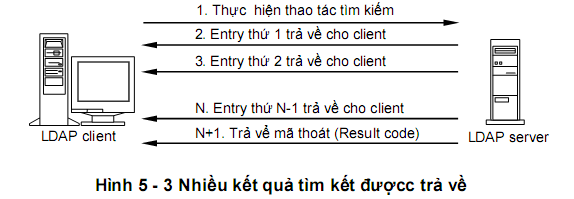 1. Thực hiện thao tác tìm kiếm
2. Entry thứ 1 trả về cho client
3. Entry thứ 2 trả về cho client
N. Entry thứ N-1 trả về cho client
N+1. Trả về mã thoát (Result code)
LDAP client
LDAP server
Hình 5 - 3 Nhiều kết quả tìm kết đượcc trả về